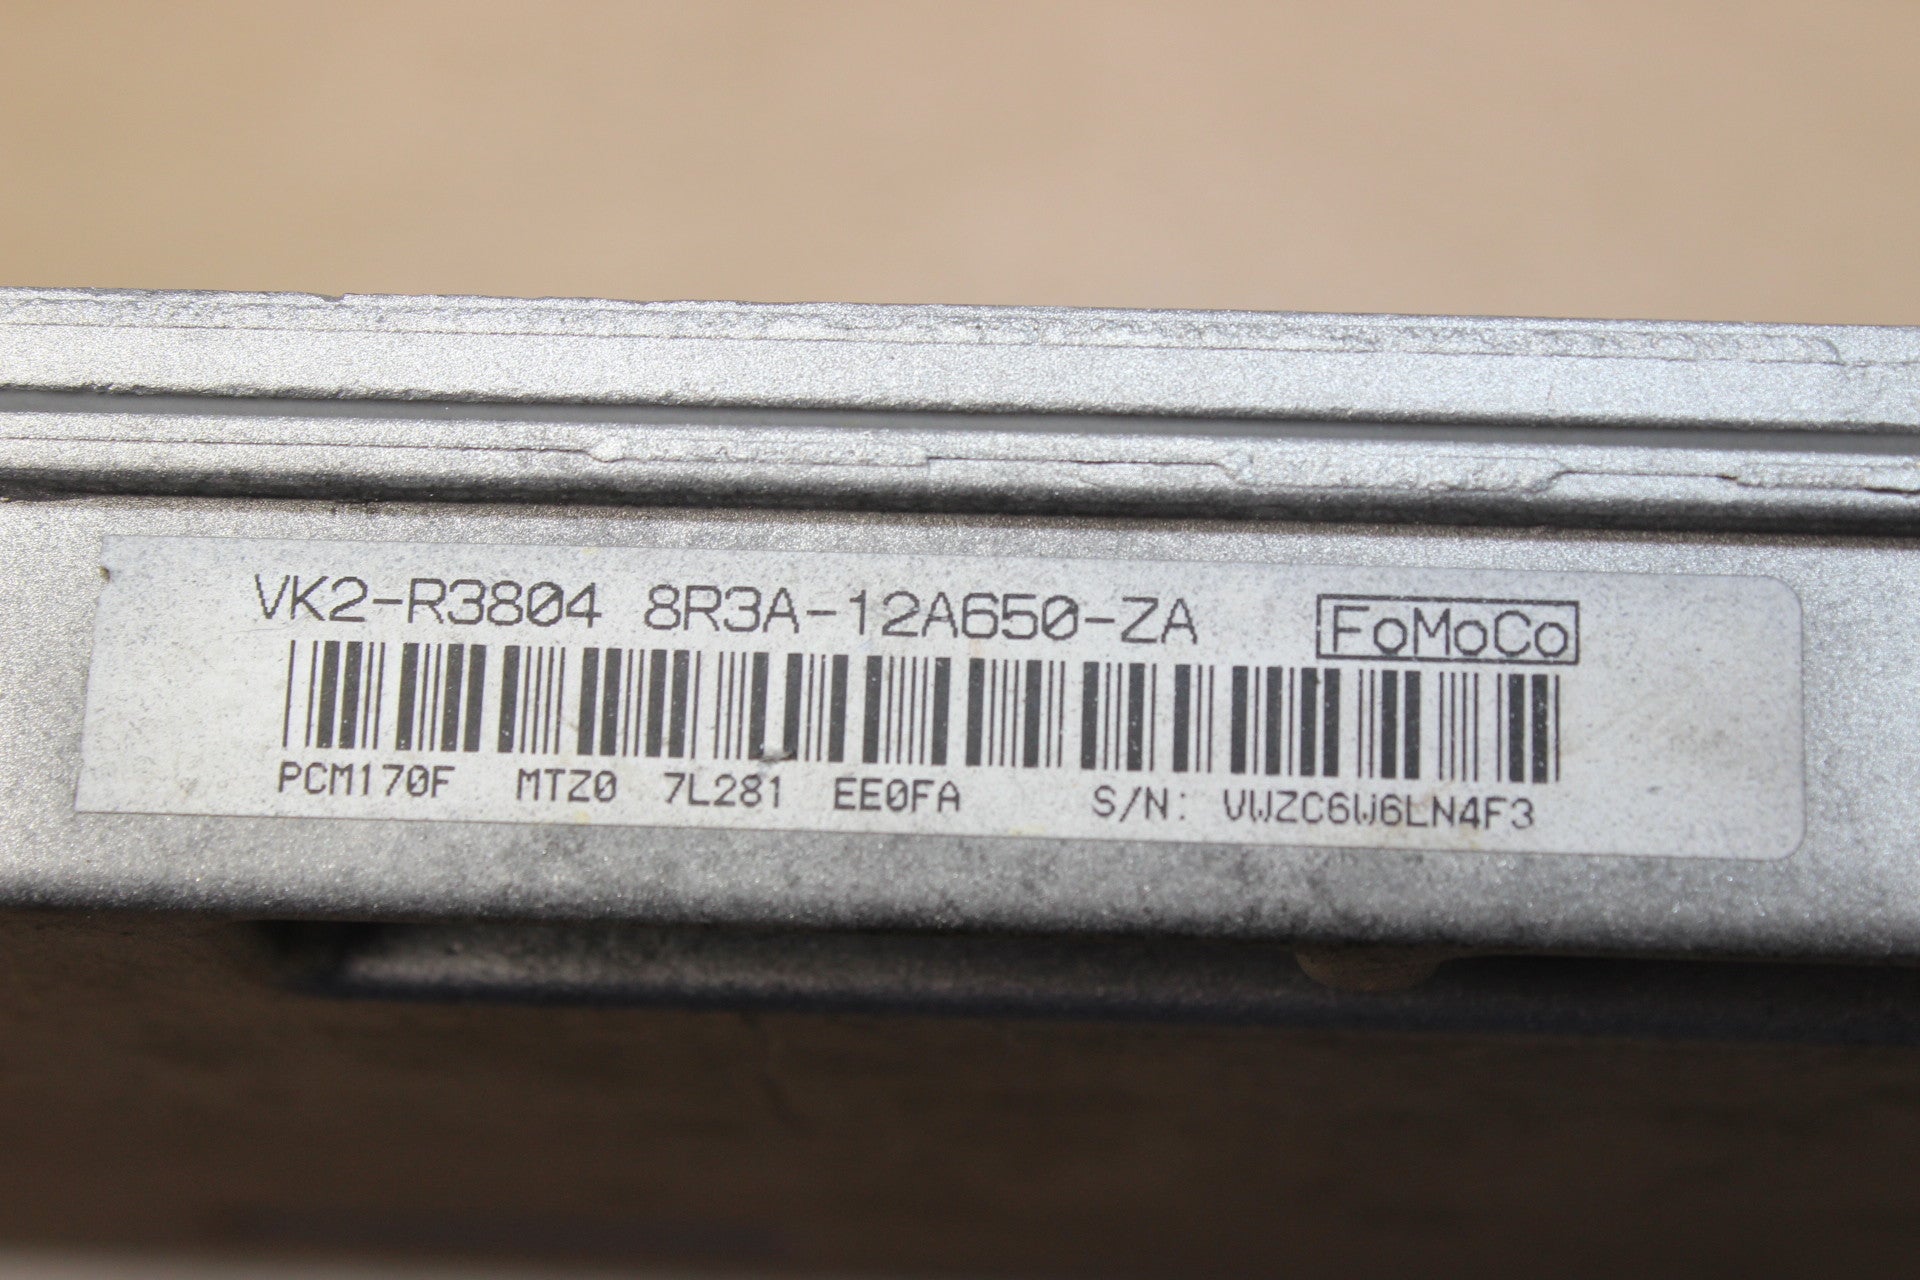 VK2-R3804 8R3A-12A650-ZA FoMoCo
PCM170F MTZ0 7L281 EE0FA S/N: VWZC6W6LN4F3